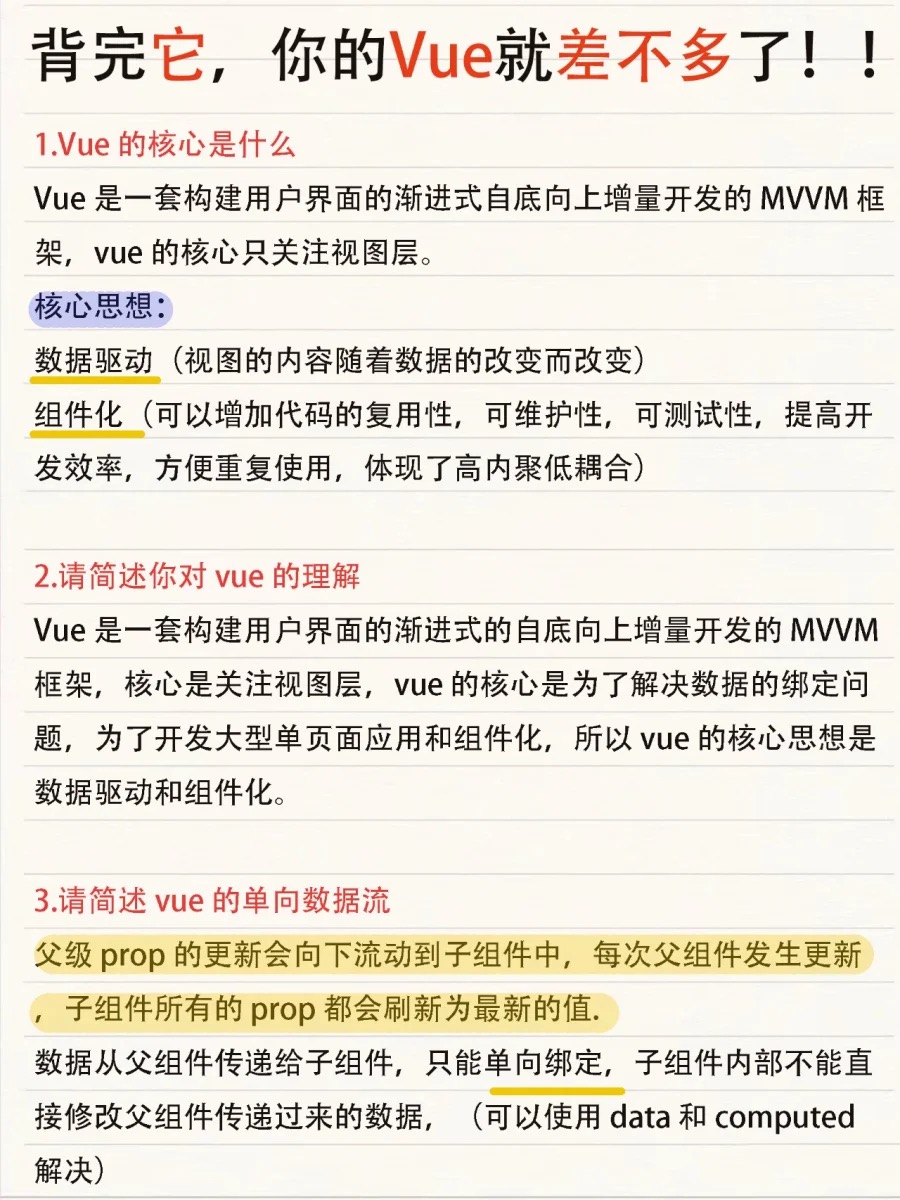 背完它，你的Vue就差不多了！！
1.Vue 的核心是什么
Vue 是一套构建用户界面的渐进式自底向上增量开发的 MVVM 框
架，vue 的核心只关注视图层。
核心思想：
数据驱动（视图的内容随着数据的改变而改变）
组件化（可以增加代码的复用性，可维护性，可测试性，提高开
发效率，方便重复使用，体现了高内聚低耦合）
2.请简述你对 vue 的理解
Vue 是一套构建用户界面的渐进式的自底向上增量开发的 MVVM
框架，核心是关注视图层，vue 的核心是为了解决数据的绑定问
题，为了开发大型单页面应用和组件化，所以 vue 的核心思想是
数据驱动和组件化。
3.请简述 vue 的单向数据流
父级 prop 的更新会向下流动到子组件中，每次父组件发生更新
，子组件所有的 prop 都会刷新为最新的值.
数据从父组件传递给子组件，只能单向绑定，子组件内部不能直
接修改父组件传递过来的数据，（可以使用 data 和 computed
解决）